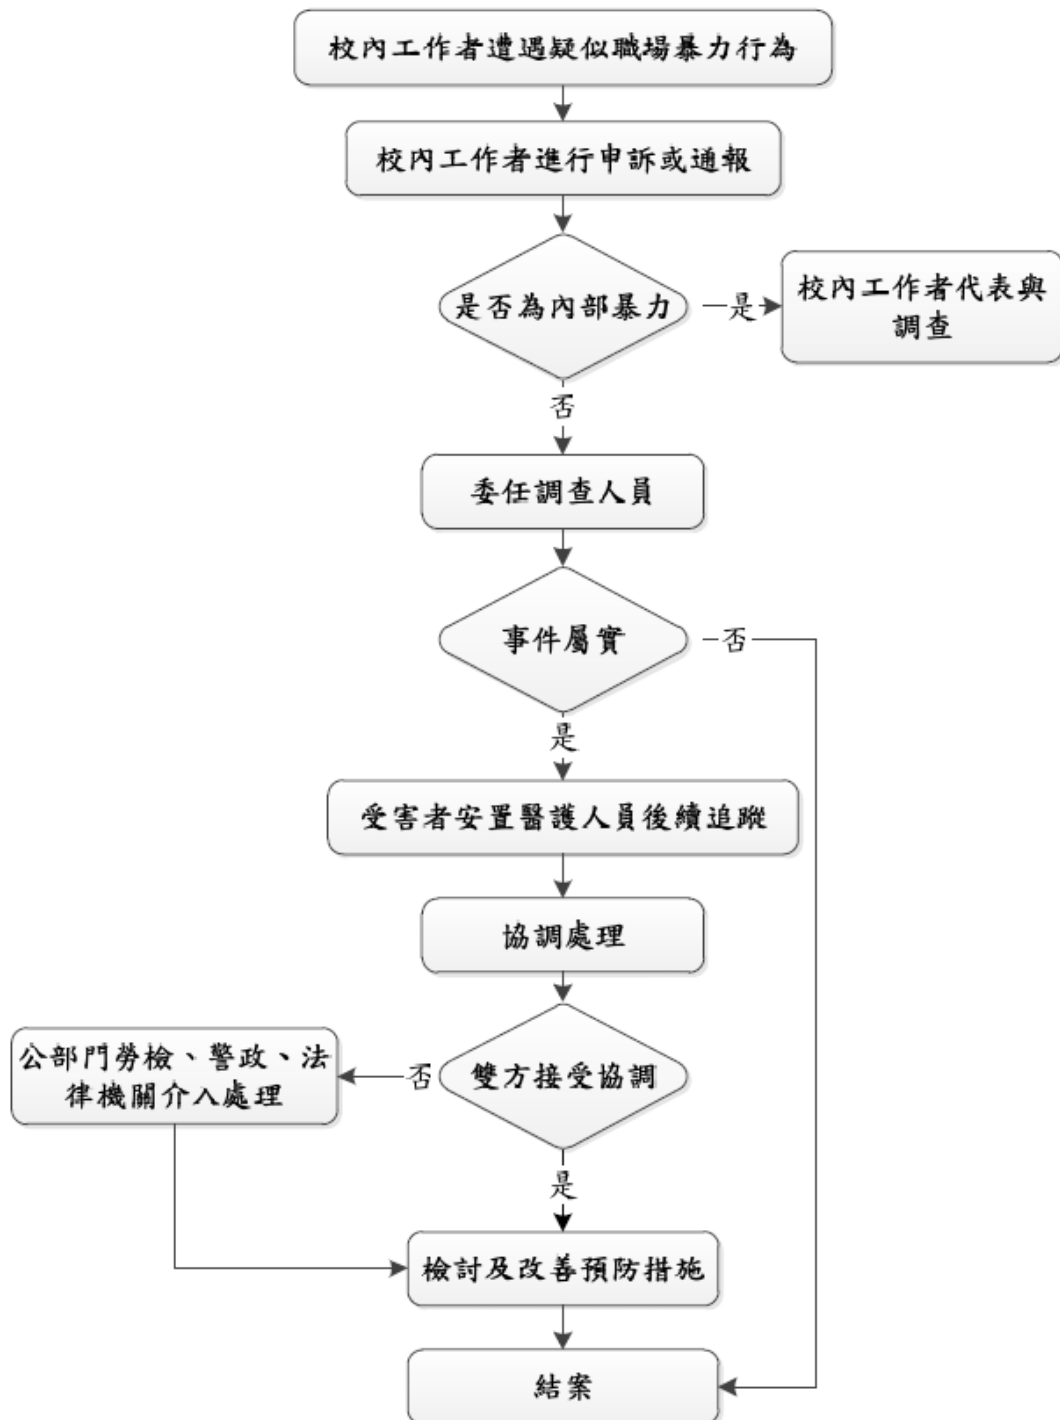 校內工作者遭遇疑似職場暴力行為
校內工作者進行申訴或通報
是否為內部暴力
是
校內工作者代表與
調查
否
委任調查人員
事件屬實
否
是
受害者安置醫護人員後續追蹤
協調處理
雙方接受協調
否
公部門勞檢、警政、法
律機關介入處理
是
檢討及改善預防措施
結案